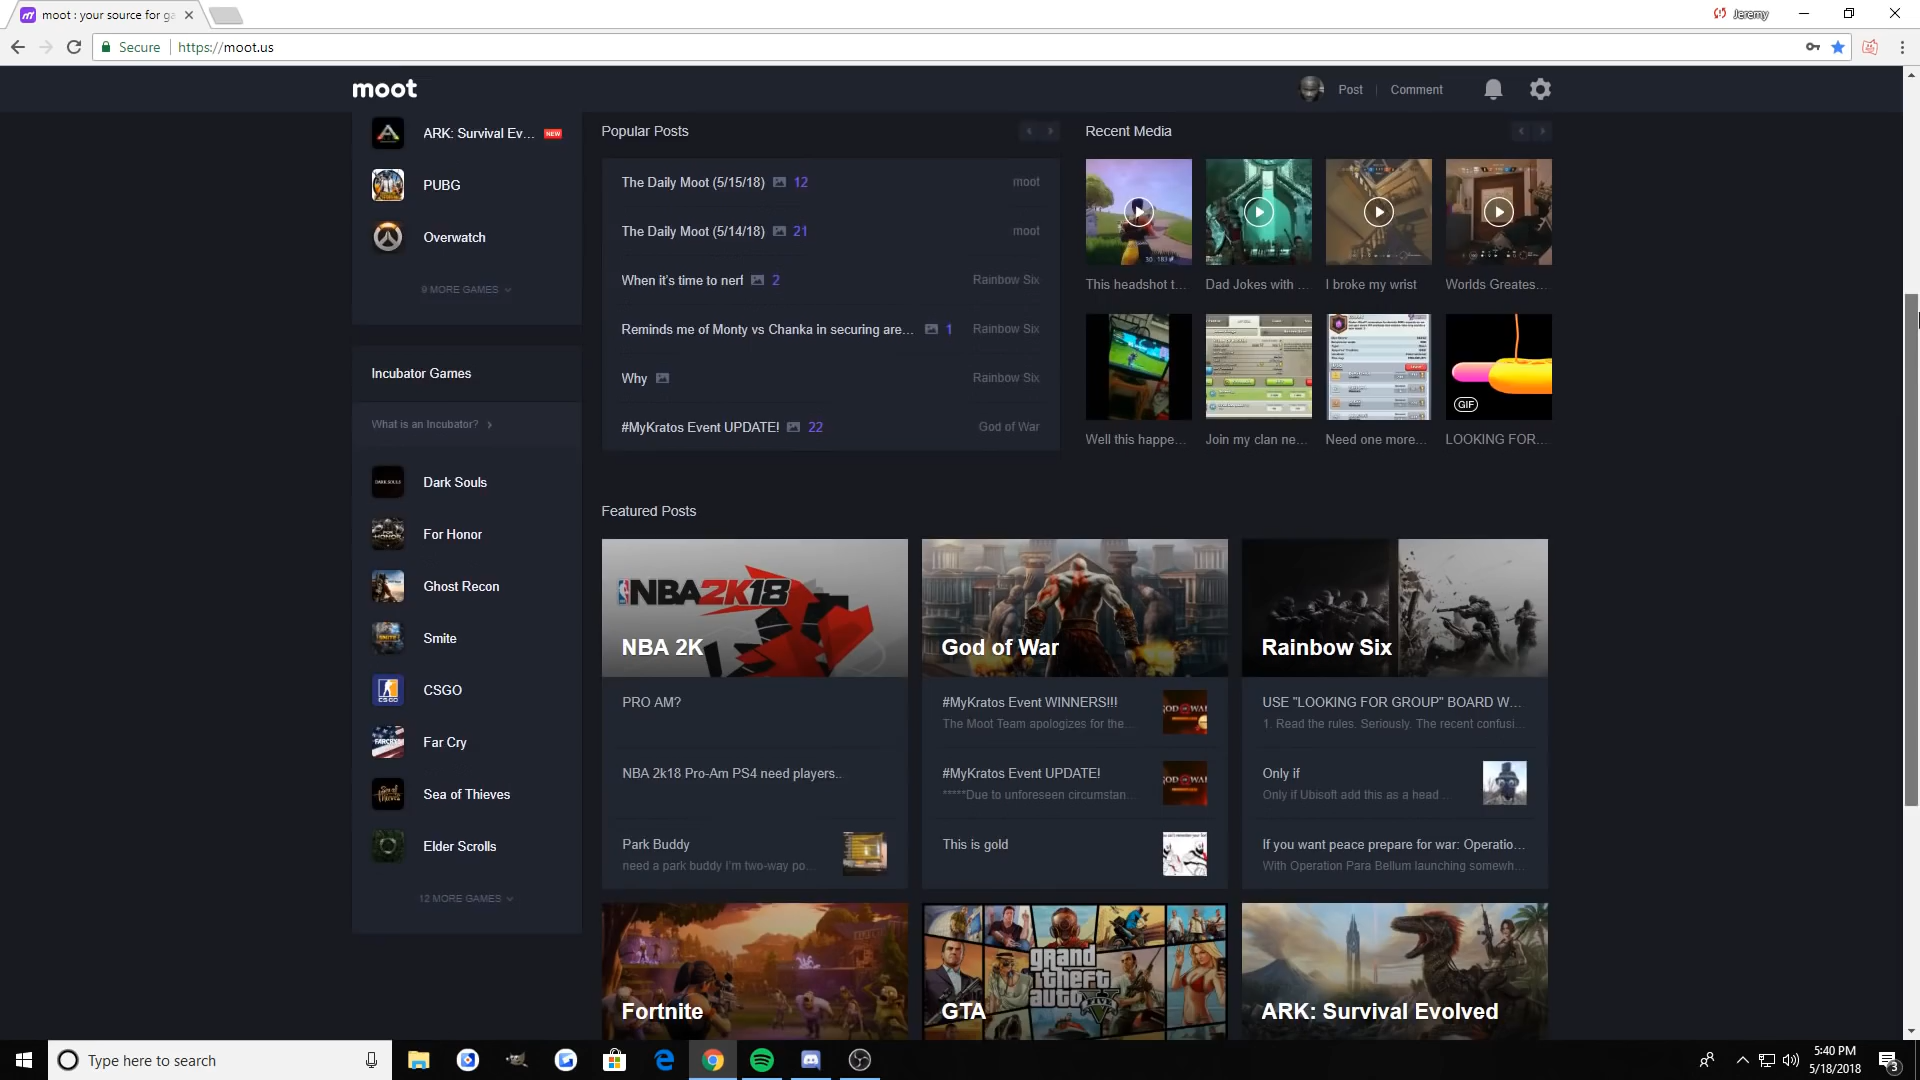 moot : your source for ga
Jeremy
Secure
https://moot.us
moot
Post
Comment
ARK: Survival Ev...
NEW
PUBG
Overwatch
9 MORE GAMES
Incubator Games
What is an Incubator?
Dark Souls
For Honor
Ghost Recon
Smite
CSGO
Far Cry
Sea of Thieves
Elder Scrolls
12 MORE GAMES
Popular Posts
The Daily Moot (5/15/18) 12 moot
The Daily Moot (5/14/18) 21 moot
When it's time to nerf 2 Rainbow Six
Reminds me of Monty vs Chanka in securing are... 1 Rainbow Six
Why Rainbow Six
#MyKratos Event UPDATE! 22 God of War
Recent Media
This headshot t...
Dad Jokes with ...
I broke my wrist
Worlds Greates...
GIF
Well this happe...
Join my clan ne...
Need one more...
LOOKING FOR...
Featured Posts
NBA2K18
NBA 2K
PRO AM?
NBA 2k18 Pro-Am PS4 need players..
Park Buddy
need a park buddy I'm two-way po...
God of War
#MyKratos Event WINNERS!!!
The Moot Team apologizes for the...
#MyKratos Event UPDATE!
*****Due to unforeseen circumstan...
This is gold
Rainbow Six
USE "LOOKING FOR GROUP" BOARD W...
1. Read the rules. Seriously. The recent confusi...
Only if
Only if Ubisoft add this as a head ...
If you want peace prepare for war: Operatio...
With Operation Para Bellum launching somewh...
Fortnite
grand
theft
auto
V
GTA
ARK: Survival Evolved
Type here to search
5:40 PM
5/18/2018
3